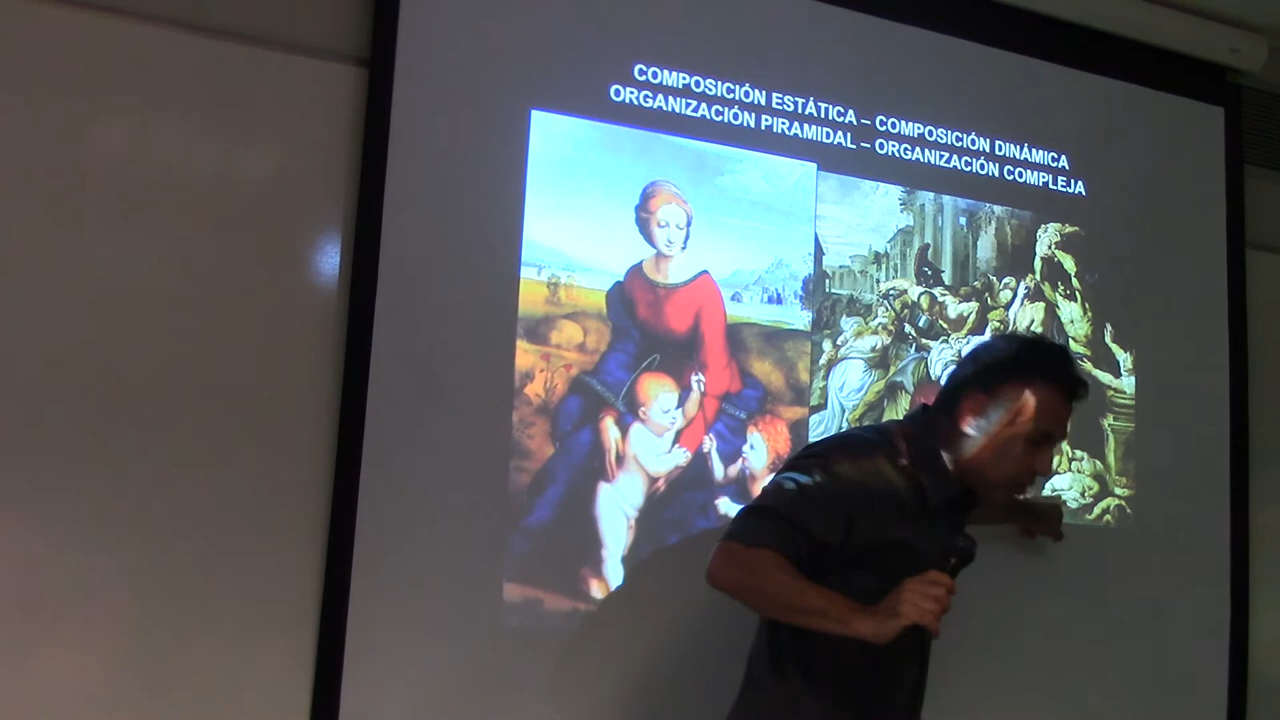 COMPOSICIÓN ESTÁTICA – COMPOSICIÓN DINÁMICA
ORGANIZACIÓN PIRAMIDAL – ORGANIZACIÓN COMPLEJA